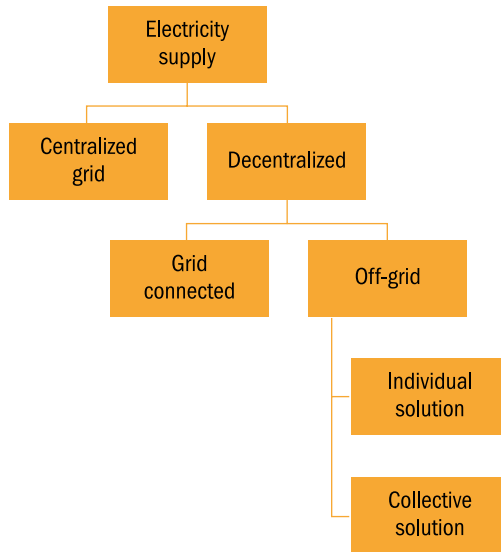 Electricity
supply
Centralized
grid
Decentralized
Grid
connected
Off-grid
Individual
solution
Collective
solution